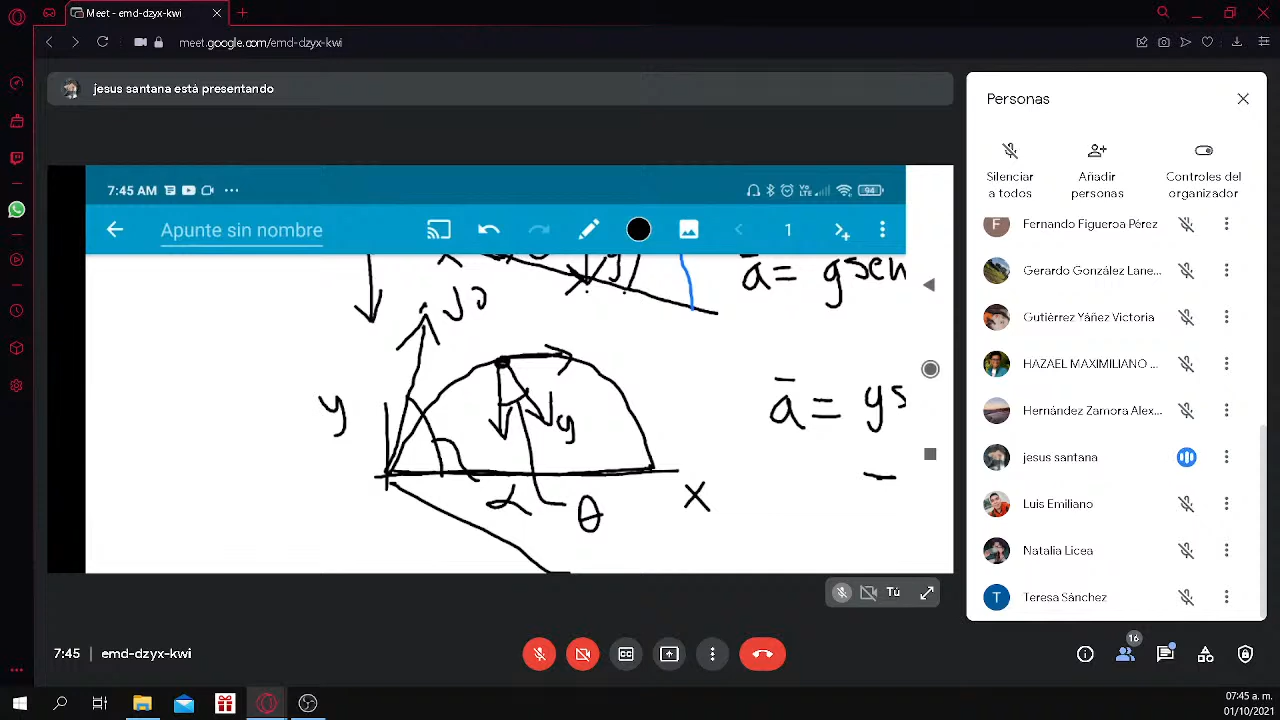 Meet - emd-dzyx-kwi
meet.google.com/emd-dzyx-kwi
jesus santana está presentando
7:45 AM
Vo
LTE
94
Apunte sin nombre
1
ā = gsen
y
α
θ
x
ā =
Personas
Silenciar
a todos
Añadir
personas
Controles del
organizador
F Fernando Figueroa Pérez
Gerardo González Lane...
Gutiérrez Yáñez Victoria
HAZAEL MAXIMILIANO ...
Hernández Zamora Alex...
jesus santana
Luis Emiliano
Natalia Licea
T Teresa Sánchez
Tú
7:45 | emd-dzyx-kwi
16
07:45 a. m.
01/10/2021